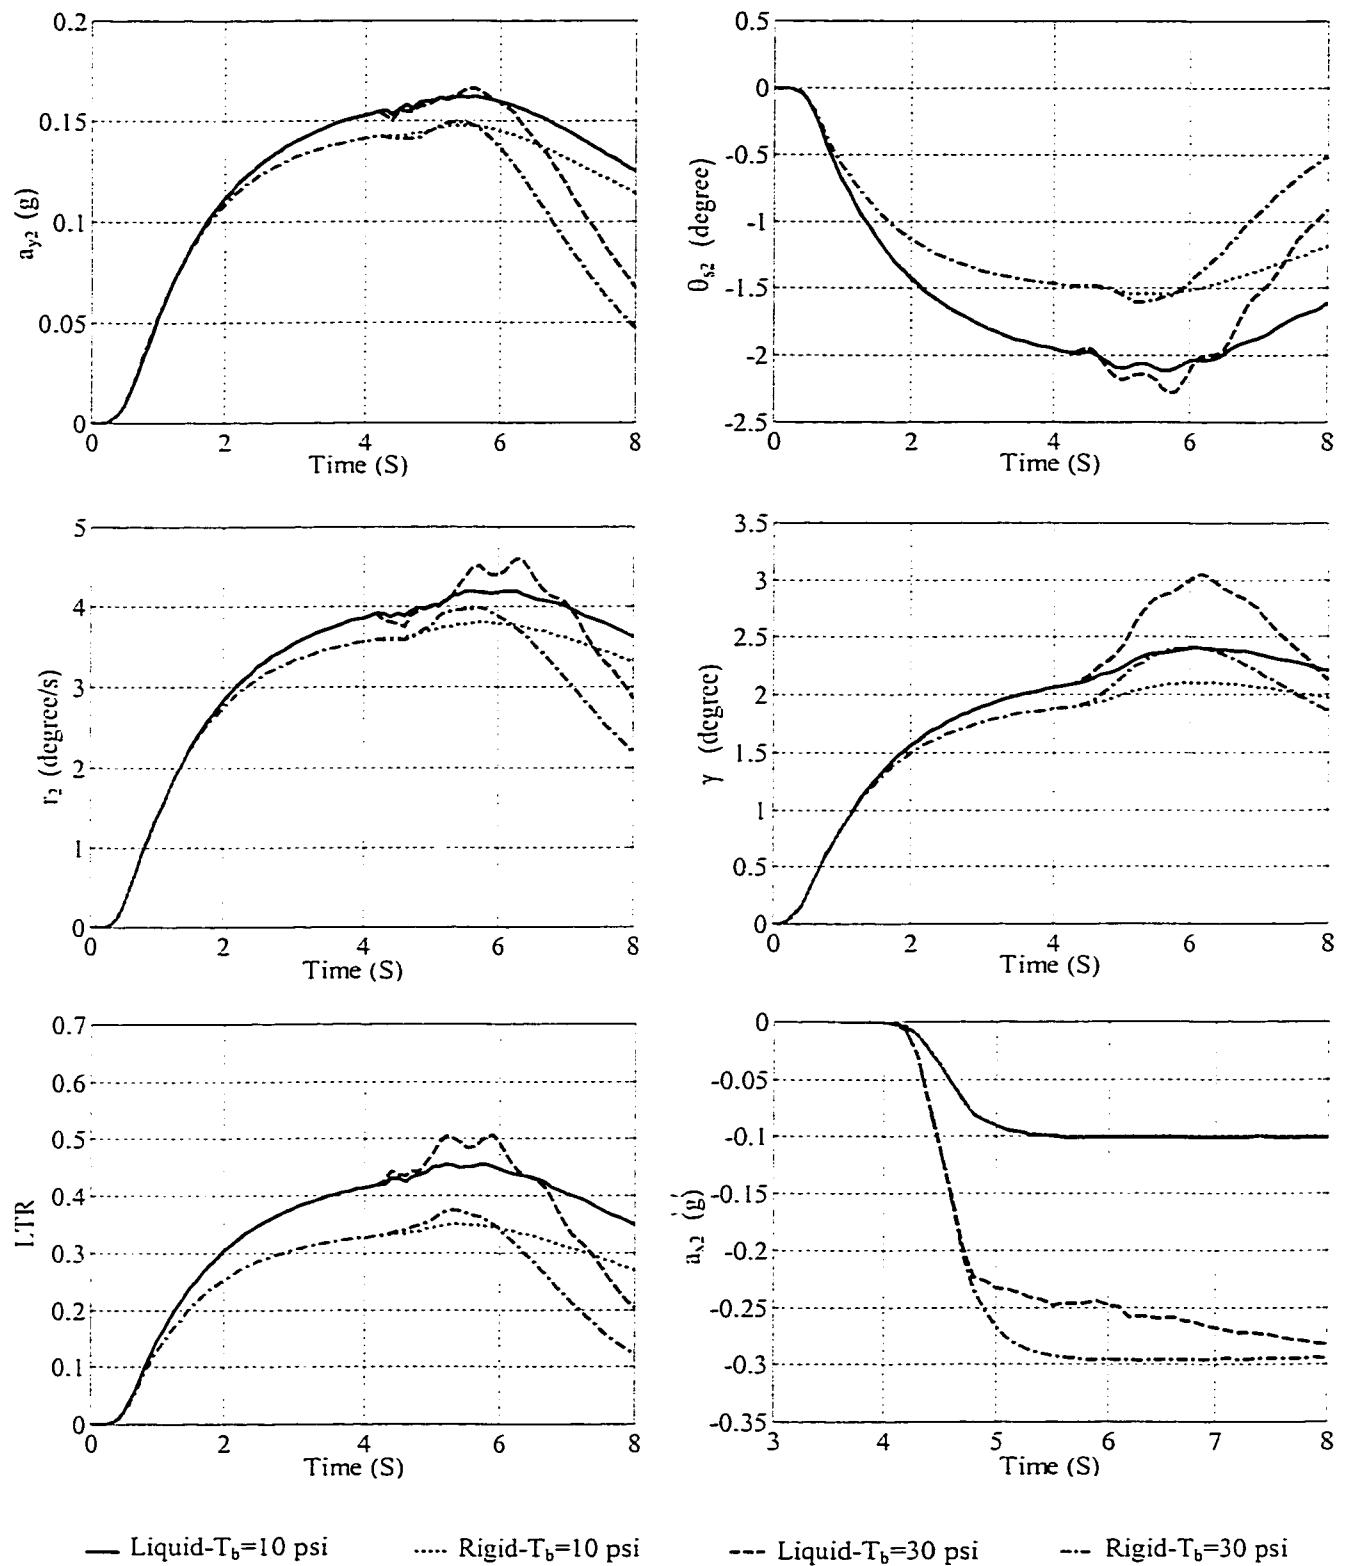 0.2
0.15
0.1
0.05
0
a_y2 (g)
0 2 4 6 8
Time (S)
0.5
0
-0.5
-1
-1.5
-2
-2.5
θ_s2 (degree)
0 2 4 6 8
Time (S)
5
4
3
2
1
0
r_2 (degree/s)
0 2 4 6 8
Time (S)
3.5
3
2.5
2
1.5
1
0.5
0
γ (degree)
0 2 4 6 8
Time (S)
0.7
0.6
0.5
0.4
0.3
0.2
0.1
0
LTR
0 2 4 6 8
Time (S)
0
-0.05
-0.1
-0.15
-0.2
-0.25
-0.3
-0.35
(g)
3 4 5 6 7 8
Time (S)
Liquid-T_b=10 psi Rigid-T_b=10 psi Liquid-T_b=30 psi Rigid-T_b=30 psi